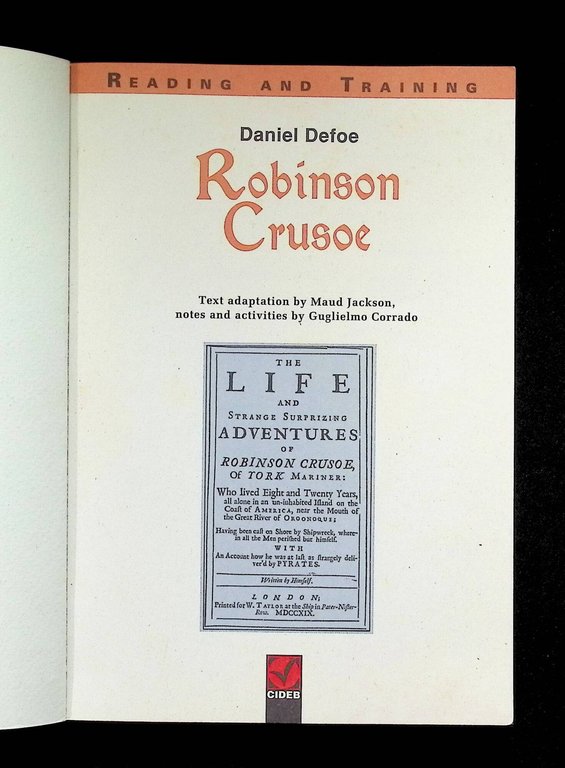 READING AND TRAINING
Daniel Defoe
Robinson
Crusoe
Text adaptation by Maud Jackson,
notes and activities by Guglielmo Corrado
THE
LIFE
AND
STRANGE SURPRIZING
ADVENTURES
OF
ROBINSON CRUSOE,
Of YORK MARINER:
Who lived Eight and Twenty Years,
all alone in an un-inhabited Iſland on the
Coaſt of AMERICA, near the Mouth of
the Great River of OROONOQUE;
Having been caſt on Shore by Shipwreck, where-
in all the Men periſhed but himſelf.
WITH
An Account how he was at laſt as ſtrangely deli-
ver'd by PYRATES.
Written by Himſelf.
LONDON;
Printed for W. TAYLOR at the Ship in Pater-Noſter-
Row. MDCCXIX.
CIDEB